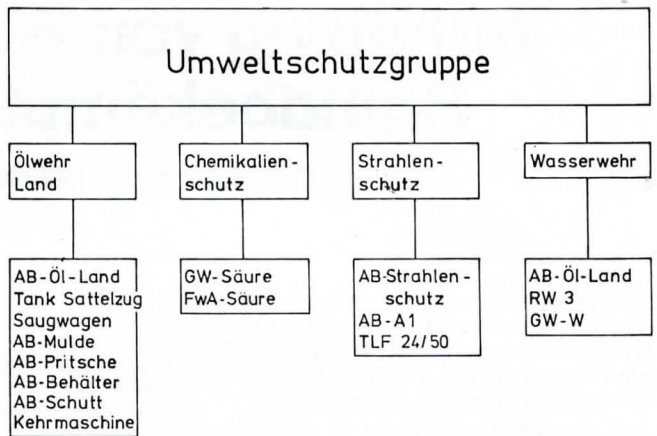 Umweltschutzgruppe
Ölwehr
Land
Chemikalien-
schutz
Strahlen-
schutz
Wasserwehr
AB-Öl-Land
Tank Sattelzug
Saugwagen
AB-Mulde
AB-Pritsche
AB-Behälter
AB-Schutt
Kehrmaschine
GW-Säure
FwA-Säure
AB-Strahlen-
schutz
AB-A1
TLF 24/50
AB-Öl-Land
RW 3
GW-W